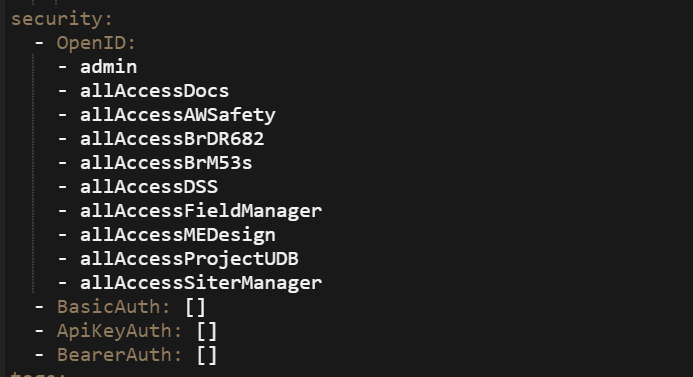 security:
- OpenID:
- admin
- allAccessDocs
- allAccessAWSafety
- allAccessBrDR682
- allAccessBrM53s
- allAccessDSS
- allAccessFieldManager
- allAccessMEDesign
- allAccessProjectUDB
- allAccessSiterManager
- BasicAuth: []
- ApiKeyAuth: []
- BearerAuth: []